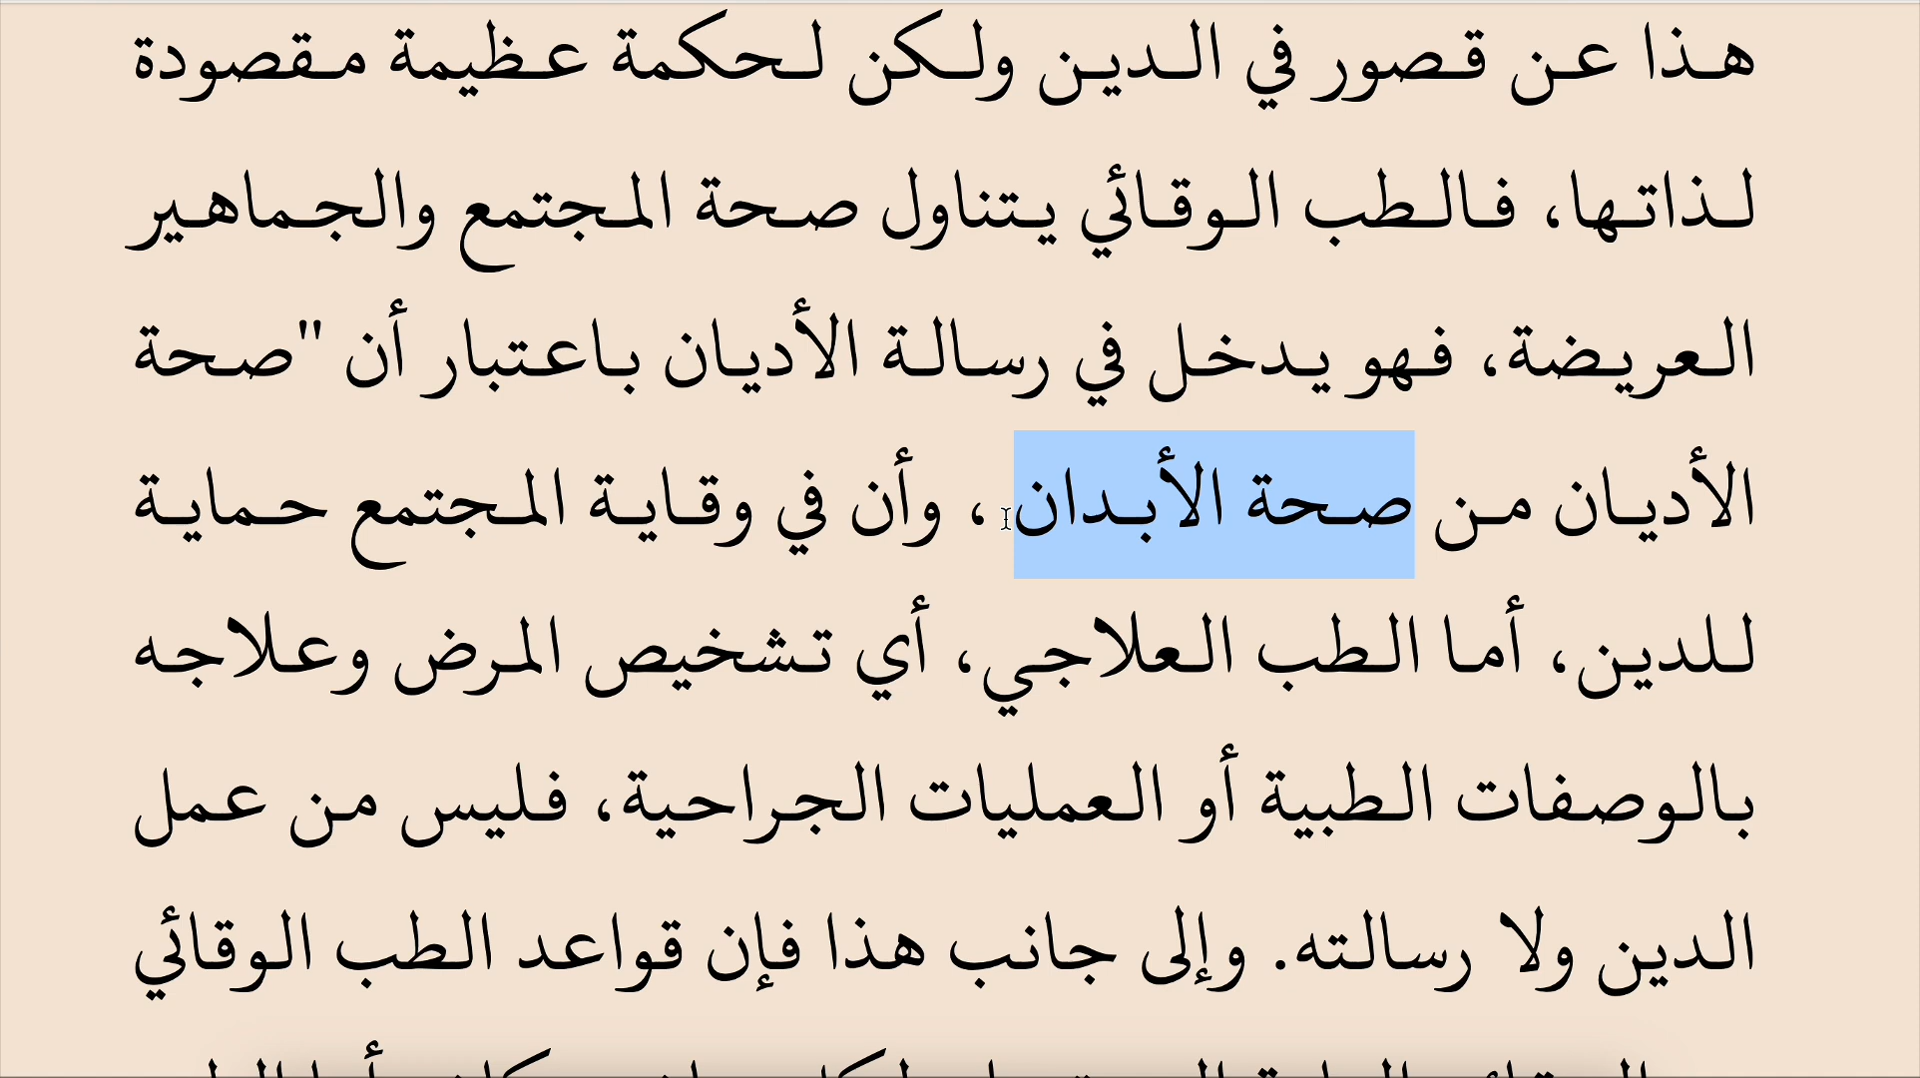 هذا عن قصور في الدين ولكن لحكمة عظيمة مقصودة
لذاتها، فالطب الوقائي يتناول صحة المجتمع والجماهير
العريضة، فهو يدخل في رسالة الأديان باعتبار أن "صحة
الأديان من صحة الأبدان، وأن في وقاية المجتمع حماية
للدين، أما الطب العلاجي، أي تشخيص المرض وعلاجه
بالوصفات الطبية أو العمليات الجراحية، فليس من عمل
الدين ولا رسالته. وإلى جانب هذا فإن قواعد الطب الوقائي